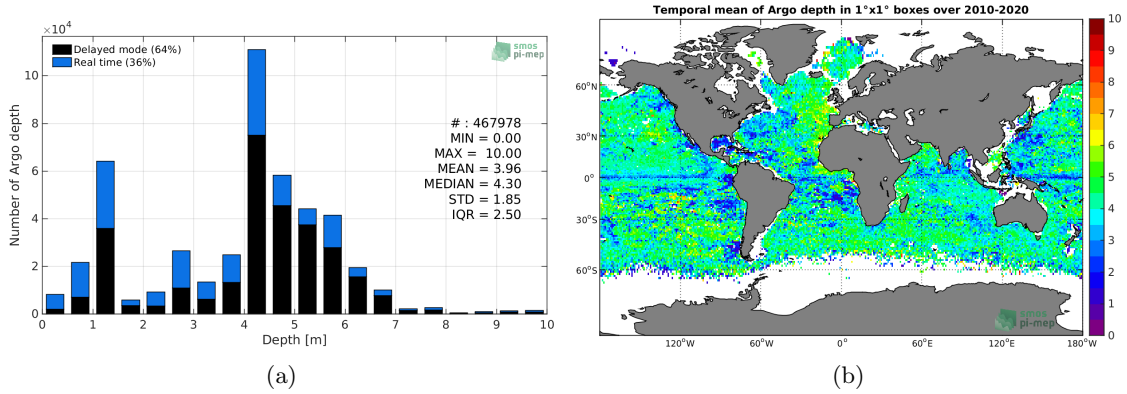 ×10⁴
Delayed mode (64%)
Real time (36%)
smos
pi-mep
# : 467978
MIN = 0.00
MAX = 10.00
MEAN = 3.96
MEDIAN = 4.30
STD = 1.85
IQR = 2.50
Number of Argo depth
10
8
6
4
2
0
0 1 2 3 4 5 6 7 8 9 10
Depth [m]
(a)
Temporal mean of Argo depth in 1°x1° boxes over 2010-2020
60°N
30°N
0°
30°S
60°S
120°W 60°W 0° 60°E 120°E 180°W
smos
pi-mep
10
9
8
7
6
5
4
3
2
1
0
(b)